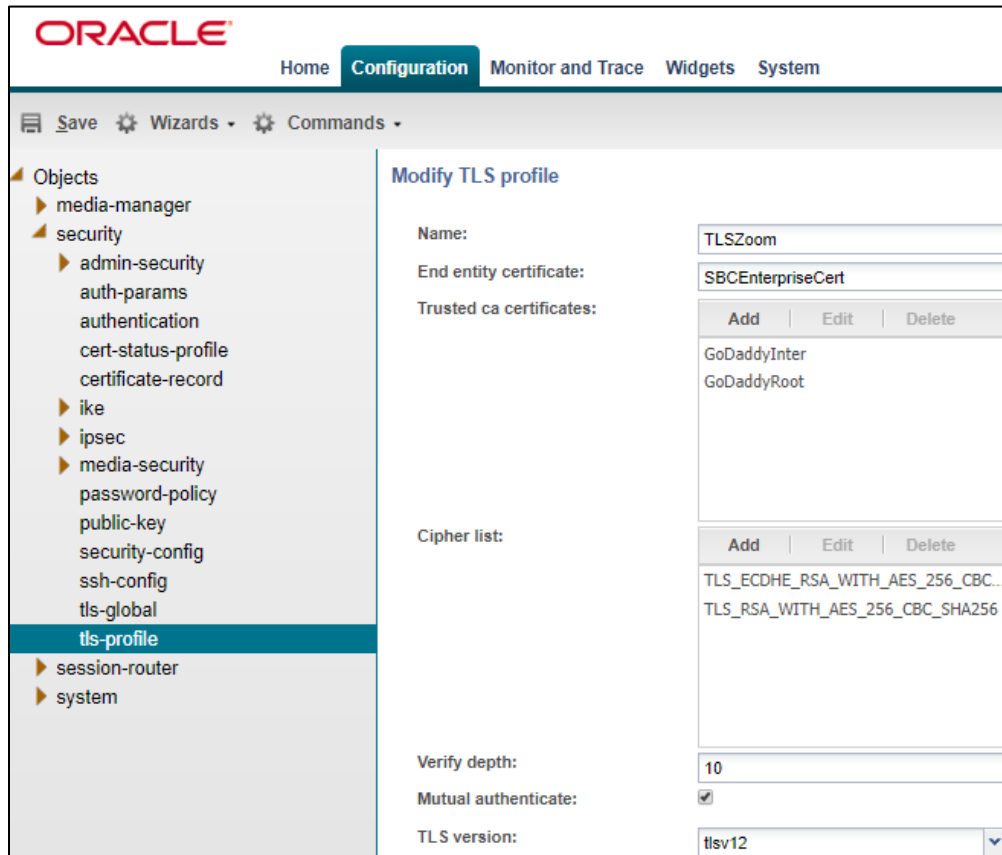 ORACLE
Home Configuration Monitor and Trace Widgets System
Save Wizards Commands
Objects
media-manager
security
admin-security
auth-params
authentication
cert-status-profile
certificate-record
ike
ipsec
media-security
password-policy
public-key
security-config
ssh-config
tls-global
tls-profile
session-router
system
Modify TLS profile
Name: TLSZoom
End entity certificate: SBCEnterpriseCert
Trusted ca certificates: Add Edit Delete
GoDaddyInter
GoDaddyRoot
Cipher list: Add Edit Delete
TLS_ECDHE_RSA_WITH_AES_256_CBC...
TLS_RSA_WITH_AES_256_CBC_SHA256
Verify depth: 10
Mutual authenticate:
TLS version: tlsv12